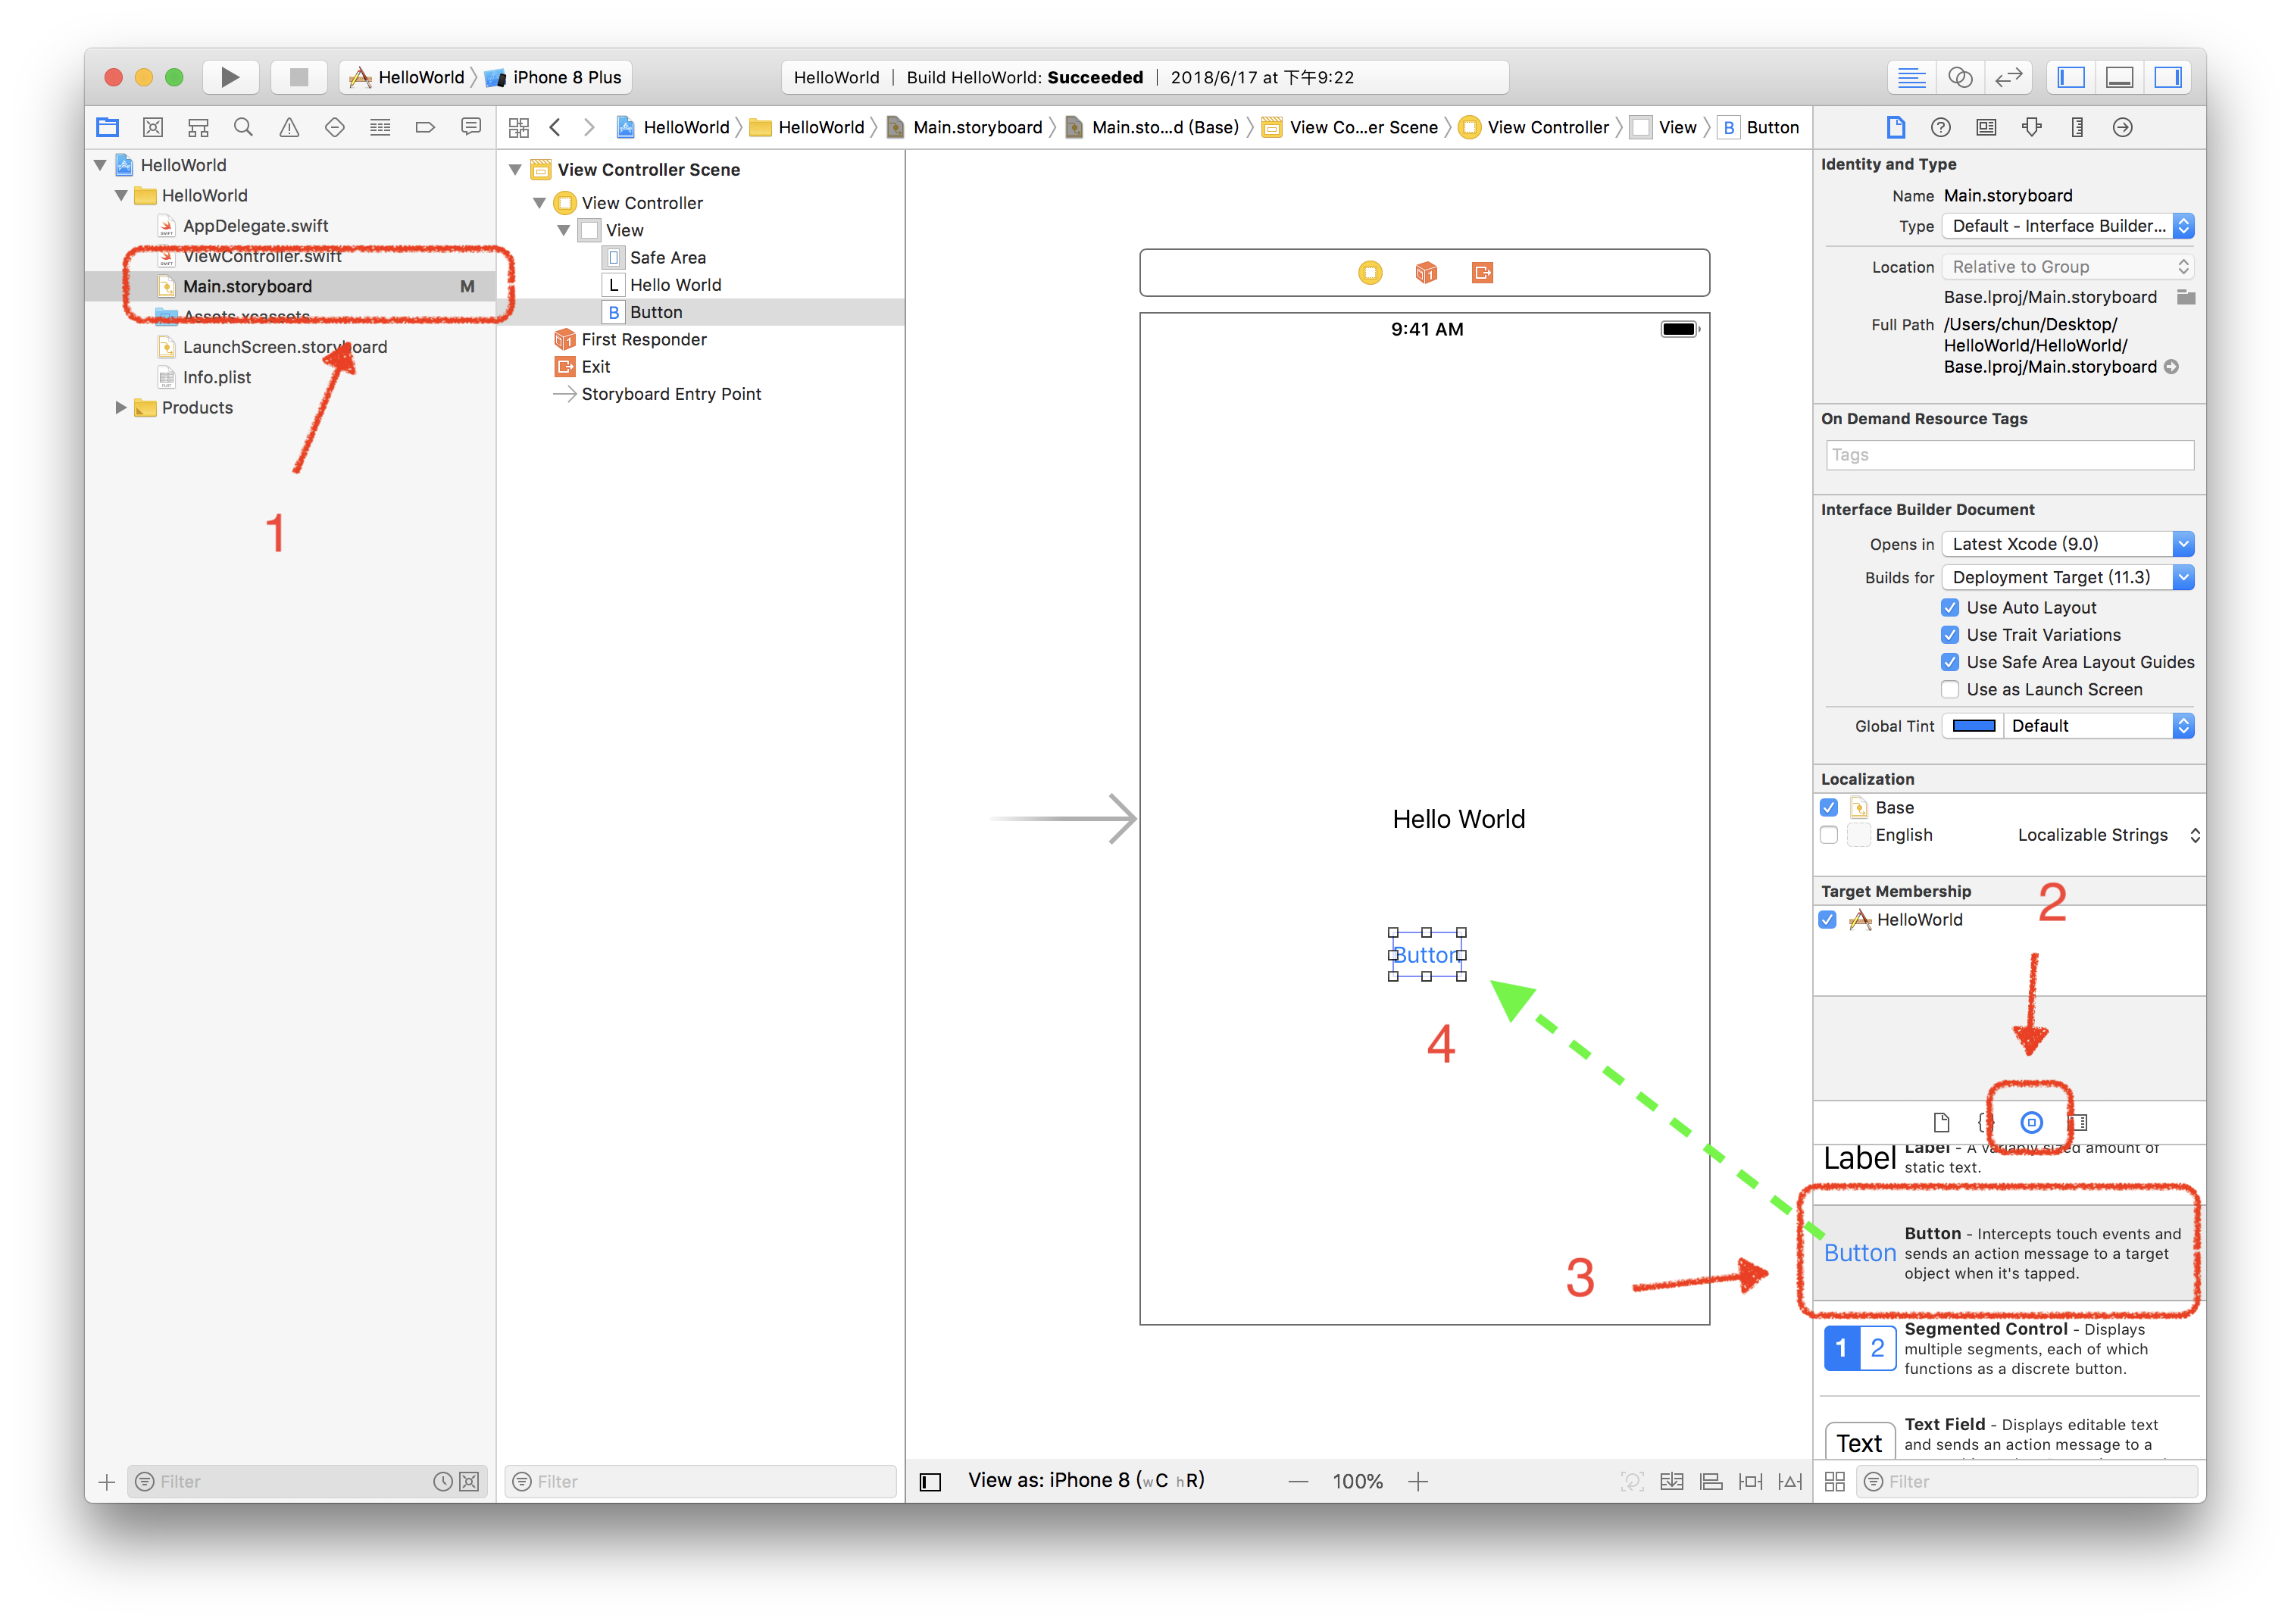 HelloWorld
iPhone 8 Plus
HelloWorld | Build HelloWorld: Succeeded | 2018/6/17 at 下午9:22
HelloWorld
HelloWorld
Main.storyboard
Main.sto...d (Base)
View Co...er Scene
View Controller
View
B Button
HelloWorld
HelloWorld
AppDelegate.swift
ViewController.swift
Main.storyboard M
Assets.xcassets
LaunchScreen.storyboard
Info.plist
Products
1
View Controller Scene
View Controller
View
Safe Area
L Hello World
B Button
First Responder
Exit
Storyboard Entry Point
9:41 AM
Hello World
Button
4
3
Identity and Type
Name Main.storyboard
Type Default - Interface Builder...
Location Relative to Group
Base.lproj/Main.storyboard
Full Path /Users/chun/Desktop/
HelloWorld/HelloWorld/
Base.lproj/Main.storyboard
On Demand Resource Tags
Tags
Interface Builder Document
Opens in Latest Xcode (9.0)
Builds for Deployment Target (11.3)
Use Auto Layout
Use Trait Variations
Use Safe Area Layout Guides
Use as Launch Screen
Global Tint Default
Localization
Base
English Localizable Strings
Target Membership
2
HelloWorld
Label
Label - A variably sized amount of
static text.
Button
Button - Intercepts touch events and
sends an action message to a target
object when it's tapped.
1 2
Segmented Control - Displays
multiple segments, each of which
functions as a discrete button.
Text
Text Field - Displays editable text
and sends an action message to a
Filter
Filter
View as: iPhone 8 (wC hR)
100%
Filter